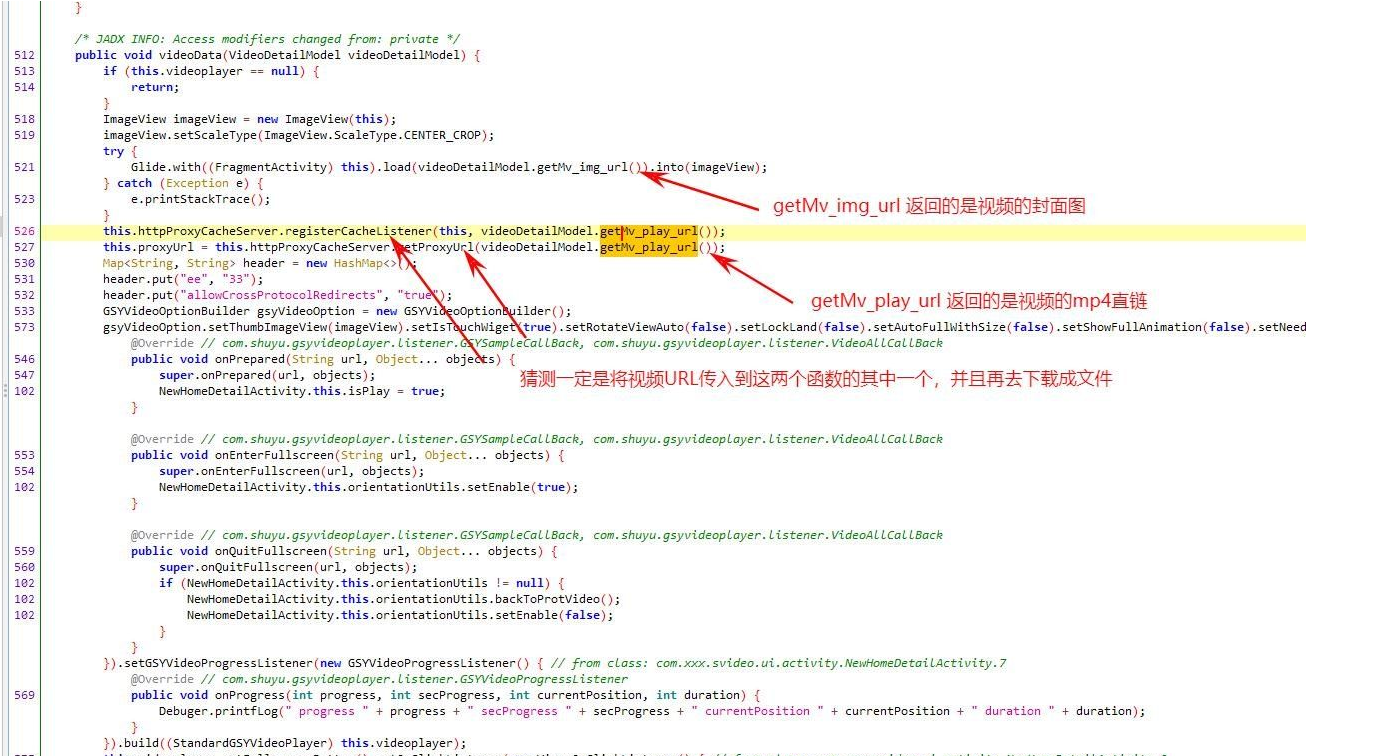 }
/* JADX INFO: Access modifiers changed from: private */
512 public void videoData(VideoDetailModel videoDetailModel) {
513 if (this.videoplayer == null) {
514 return;
}
518 ImageView imageView = new ImageView(this);
519 imageView.setScaleType(ImageView.ScaleType.CENTER_CROP);
try {
521 Glide.with((FragmentActivity) this).load(videoDetailModel.getMv_img_url()).into(imageView);
} catch (Exception e) {
523 e.printStackTrace();
}
getMv_img_url 返回的是视频的封面图
526 this.httpProxyCacheServer.registerCacheListener(this, videoDetailModel.getMv_play_url());
527 this.proxyUrl = this.httpProxyCacheServer.getProxyUrl(videoDetailModel.getMv_play_url());
530 Map<String, String> header = new HashMap<>();
531 header.put("ee", "33");
532 header.put("allowCrossProtocolRedirects", "true");
getMv_play_url 返回的是视频的mp4直链
533 GSYVideoOptionBuilder gsyVideoOption = new GSYVideoOptionBuilder();
573 gsyVideoOption.setThumbImageView(imageView).setIsTouchWiget(true).setRotateViewAuto(false).setLockLand(false).setAutoFullWithSize(false).setShowFullAnimation(false).setNeed
@Override // com.shuyu.gsyvideoplayer.listener.GSYSampleCallBack, com.shuyu.gsyvideoplayer.listener.VideoAllCallBack
546 public void onPrepared(String url, Object... objects) {
547 super.onPrepared(url, objects);
猜测一定是将视频URL传入到这两个函数的其中一个，并且再去下载成文件
102 NewHomeDetailActivity.this.isPlay = true;
}
@Override // com.shuyu.gsyvideoplayer.listener.GSYSampleCallBack, com.shuyu.gsyvideoplayer.listener.VideoAllCallBack
553 public void onEnterFullscreen(String url, Object... objects) {
554 super.onEnterFullscreen(url, objects);
102 NewHomeDetailActivity.this.orientationUtils.setEnable(true);
}
@Override // com.shuyu.gsyvideoplayer.listener.GSYSampleCallBack, com.shuyu.gsyvideoplayer.listener.VideoAllCallBack
559 public void onQuitFullscreen(String url, Object... objects) {
560 super.onQuitFullscreen(url, objects);
102 if (NewHomeDetailActivity.this.orientationUtils != null) {
102 NewHomeDetailActivity.this.orientationUtils.backToProtVideo();
102 NewHomeDetailActivity.this.orientationUtils.setEnable(false);
}
}
}).setGSYVideoProgressListener(new GSYVideoProgressListener() { // from class: com.xxx.svideo.ui.activity.NewHomeDetailActivity.7
@Override // com.shuyu.gsyvideoplayer.listener.GSYVideoProgressListener
569 public void onProgress(int progress, int secProgress, int currentPosition, int duration) {
Debuger.printfLog(" progress " + progress + " secProgress " + secProgress + " currentPosition " + currentPosition + " duration " + duration);
}
}).build((StandardGSYVideoPlayer) this.videoplayer);